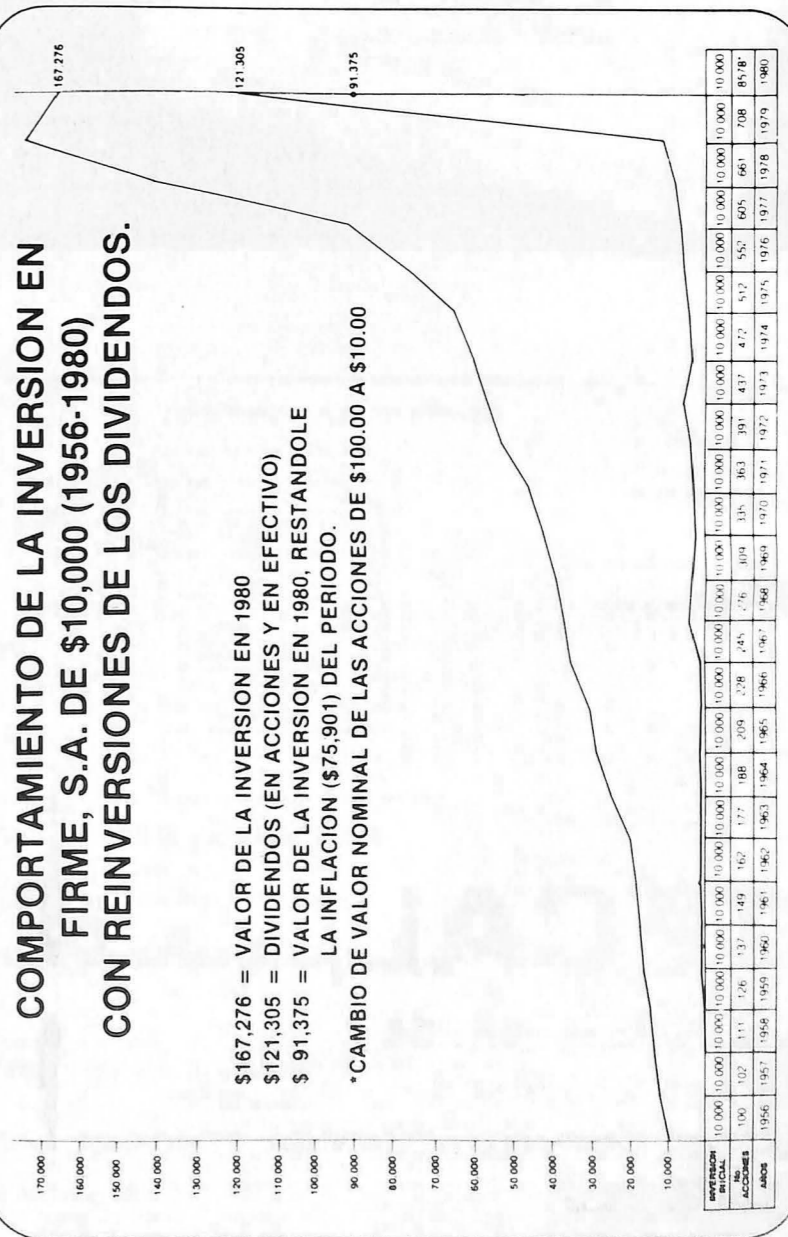 COMPORTAMIENTO DE LA INVERSION EN
FIRME, S.A. DE $10,000 (1956-1980)
CON REINVERSIONES DE LOS DIVIDENDOS.
$167,276 = VALOR DE LA INVERSION EN 1980
$121,305 = DIVIDENDOS (EN ACCIONES Y EN EFECTIVO)
$ 91,375 = VALOR DE LA INVERSION EN 1980, RESTANDOLE
LA INFLACION ($75,901) DEL PERIODO.
*CAMBIO DE VALOR NOMINAL DE LAS ACCIONES DE $100.00 A $10.00
170.000
160.000
150.000
140.000
130.000
120.000
110.000
100.000
90.000
80.000
70.000
60.000
50.000
40.000
30.000
20.000
10.000
167.276
121.305
91.375
INVERSION INICIAL 10 000 10 000 10 000 10 000 10 000 10 000 10 000 10 000 10 000 10 000 10 000 10 000 10 000 10 000 10 000 10 000 10 000 10 000 10 000 10 000 10 000 10 000 10 000 10 000 10 000
No. ACCIONES 100 102 111 126 137 149 162 177 188 209 228 245 276 309 335 363 391 437 472 512 552 605 661 708 8578*
AÑOS 1956 1957 1958 1959 1960 1961 1962 1963 1964 1965 1966 1967 1968 1969 1970 1971 1972 1973 1974 1975 1976 1977 1978 1979 1980